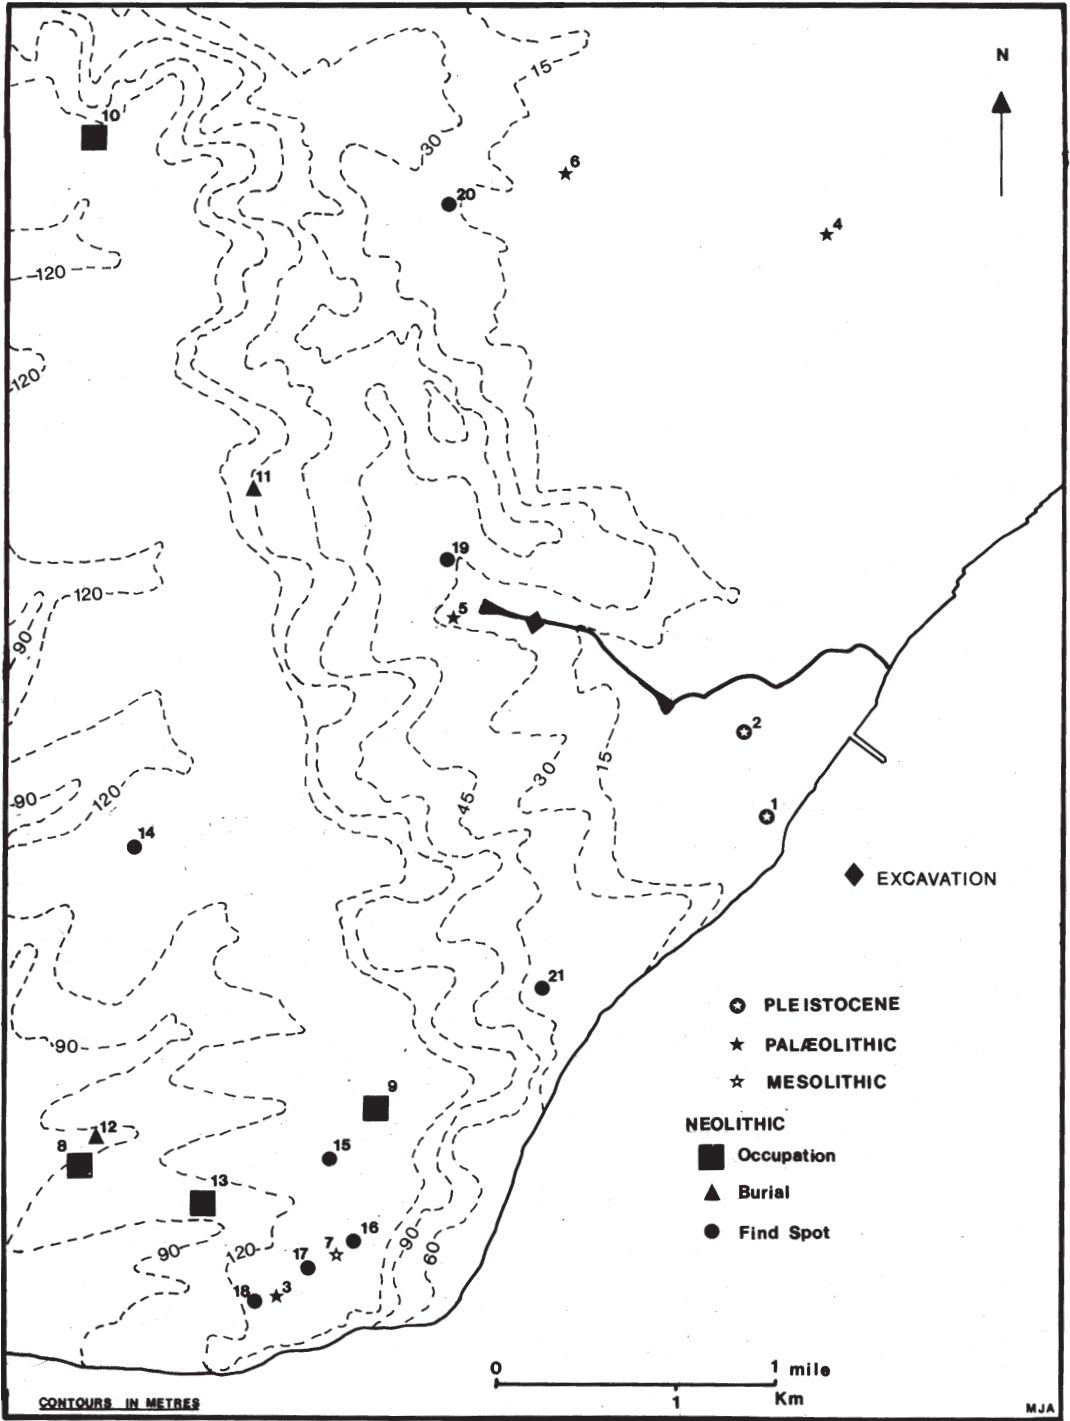 N
15
10
30
6
20
4
120
120
11
19
120
5
90
2
30
15
90
120
45
1
14
EXCAVATION
21
PLEISTOCENE
90
PALÆOLITHIC
MESOLITHIC
9
NEOLITHIC
12
8
15
Occupation
13
Burial
16
7
90
Find Spot
90
120
17
60
3
18
0 1 mile
1 Km
CONTOURS IN METRES
MJA